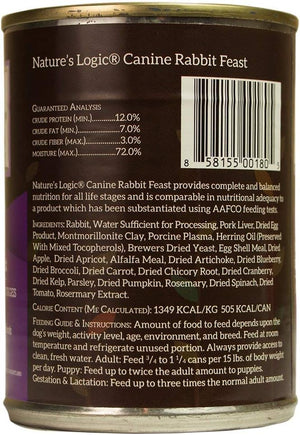 Nature's Logic® Canine Rabbit Feast
Guaranteed Analysis
crude protein (min.)............12.0%
crude fat (min.)....................7.0%
crude fiber (max.)...............3.0%
moisture (max.)...................72.0%
8 58155 00180 5
Nature's Logic® Canine Rabbit Feast provides complete and balanced
nutrition for all life stages and is comparable in nutritional adequacy to
a product which has been substantiated using AAFCO feeding tests.
Ingredients: Rabbit, Water Sufficient for Processing, Pork Liver, Dried Egg
Product, Montmorillonite Clay, Porcine Plasma, Herring Oil (Preserved
With Mixed Tocopherols), Brewers Dried Yeast, Egg Shell Meal, Dried
Apple, Dried Apricot, Alfalfa Meal, Dried Artichoke, Dried Blueberry,
Dried Broccoli, Dried Carrot, Dried Chicory Root, Dried Cranberry,
Dried Kelp, Parsley, Dried Pumpkin, Rosemary, Dried Spinach, Dried
Tomato, Rosemary Extract.
Calorie Content (Me Calculated): 1349 KCAL/KG 505 KCAL/CAN
Feeding Guide & Instructions: Amount of food to feed depends upon the
dog's weight, activity level, age, environment, and breed. Feed at room
temperature and refrigerate unused portion. Always provide access to
clean, fresh water. Adult: Feed 3/4 to 1 1/4 cans per 15 lbs. of body weight
per day. Puppy: Feed up to twice the adult amount to puppies.
Gestation & Lactation: Feed up to three times the normal adult amount.